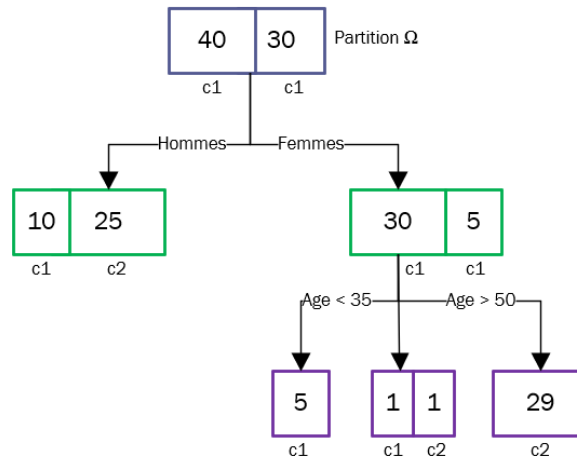 40 30 Partition Ω
c1 c1
Hommes Femmes
10 25 30 5
c1 c2 c1 c1
Age < 35 Age > 50
5 1 1 29
c1 c1 c2 c2